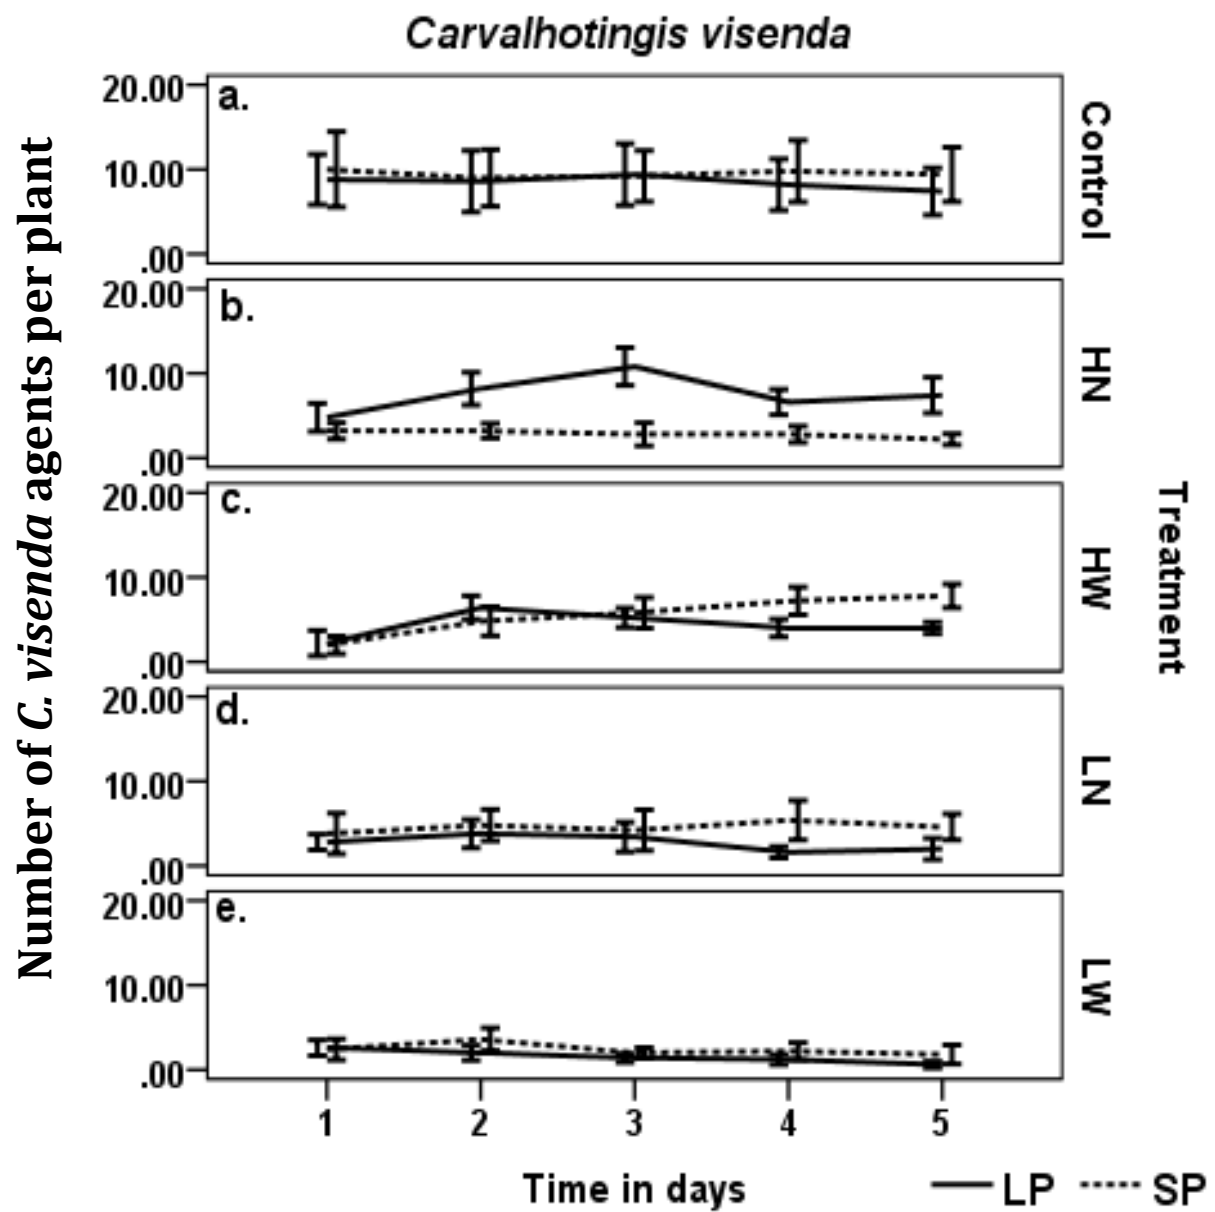 Carvalhotingis visenda
Number of C. visenda agents per plant
20.00
10.00
.00
a.
Control
20.00
10.00
.00
b.
HN
20.00
10.00
.00
c.
HW
20.00
10.00
.00
d.
LN
20.00
10.00
.00
e.
LW
Treatment
1 2 3 4 5
Time in days
LP SP